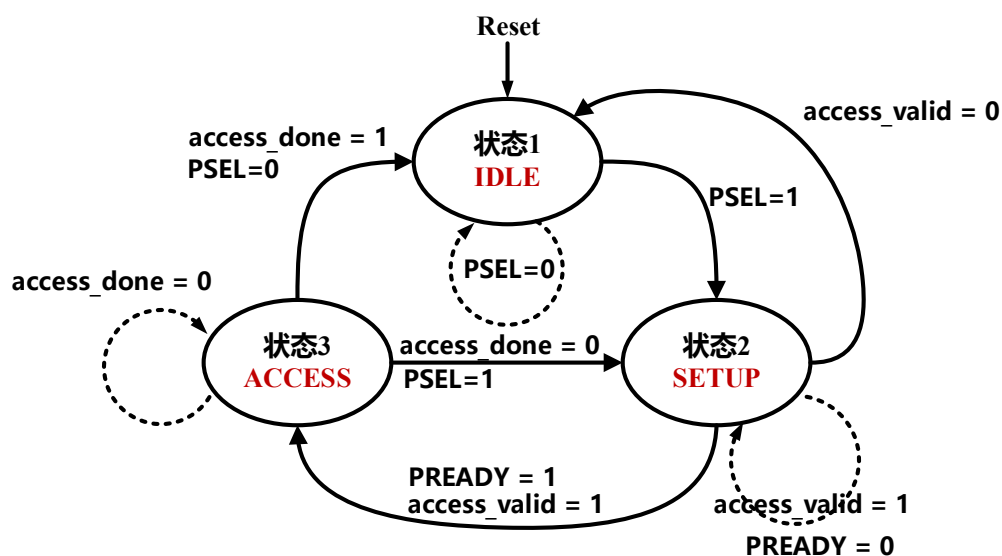 Reset
access_valid = 0
access_done = 1
PSEL=0
状态1
IDLE
PSEL=1
PSEL=0
access_done = 0
状态3
ACCESS
access_done = 0
PSEL=1
状态2
SETUP
PREADY = 1
access_valid = 1
access_valid = 1
PREADY = 0